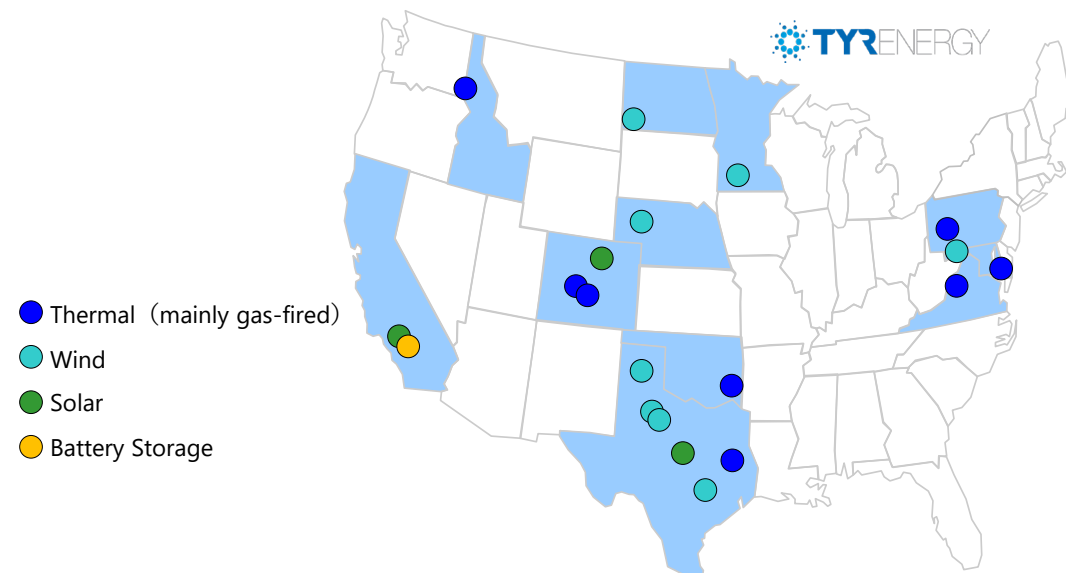 TYRENERGY
Thermal（mainly gas-fired）
Wind
Solar
Battery Storage